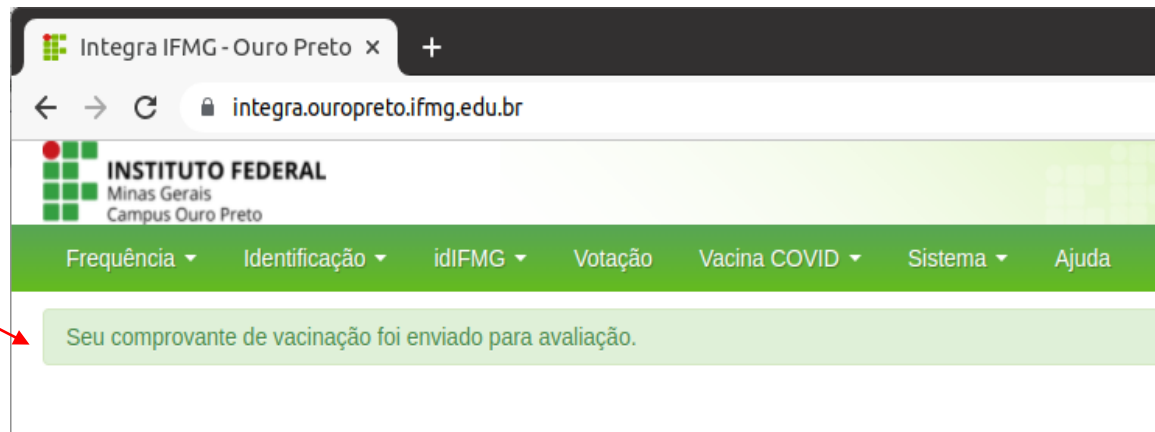 Integra IFMG - Ouro Preto × +
integra.ouropreto.ifmg.edu.br
INSTITUTO FEDERAL
Minas Gerais
Campus Ouro Preto
Frequência Identificação idIFMG Votação Vacina COVID Sistema Ajuda
Seu comprovante de vacinação foi enviado para avaliação.